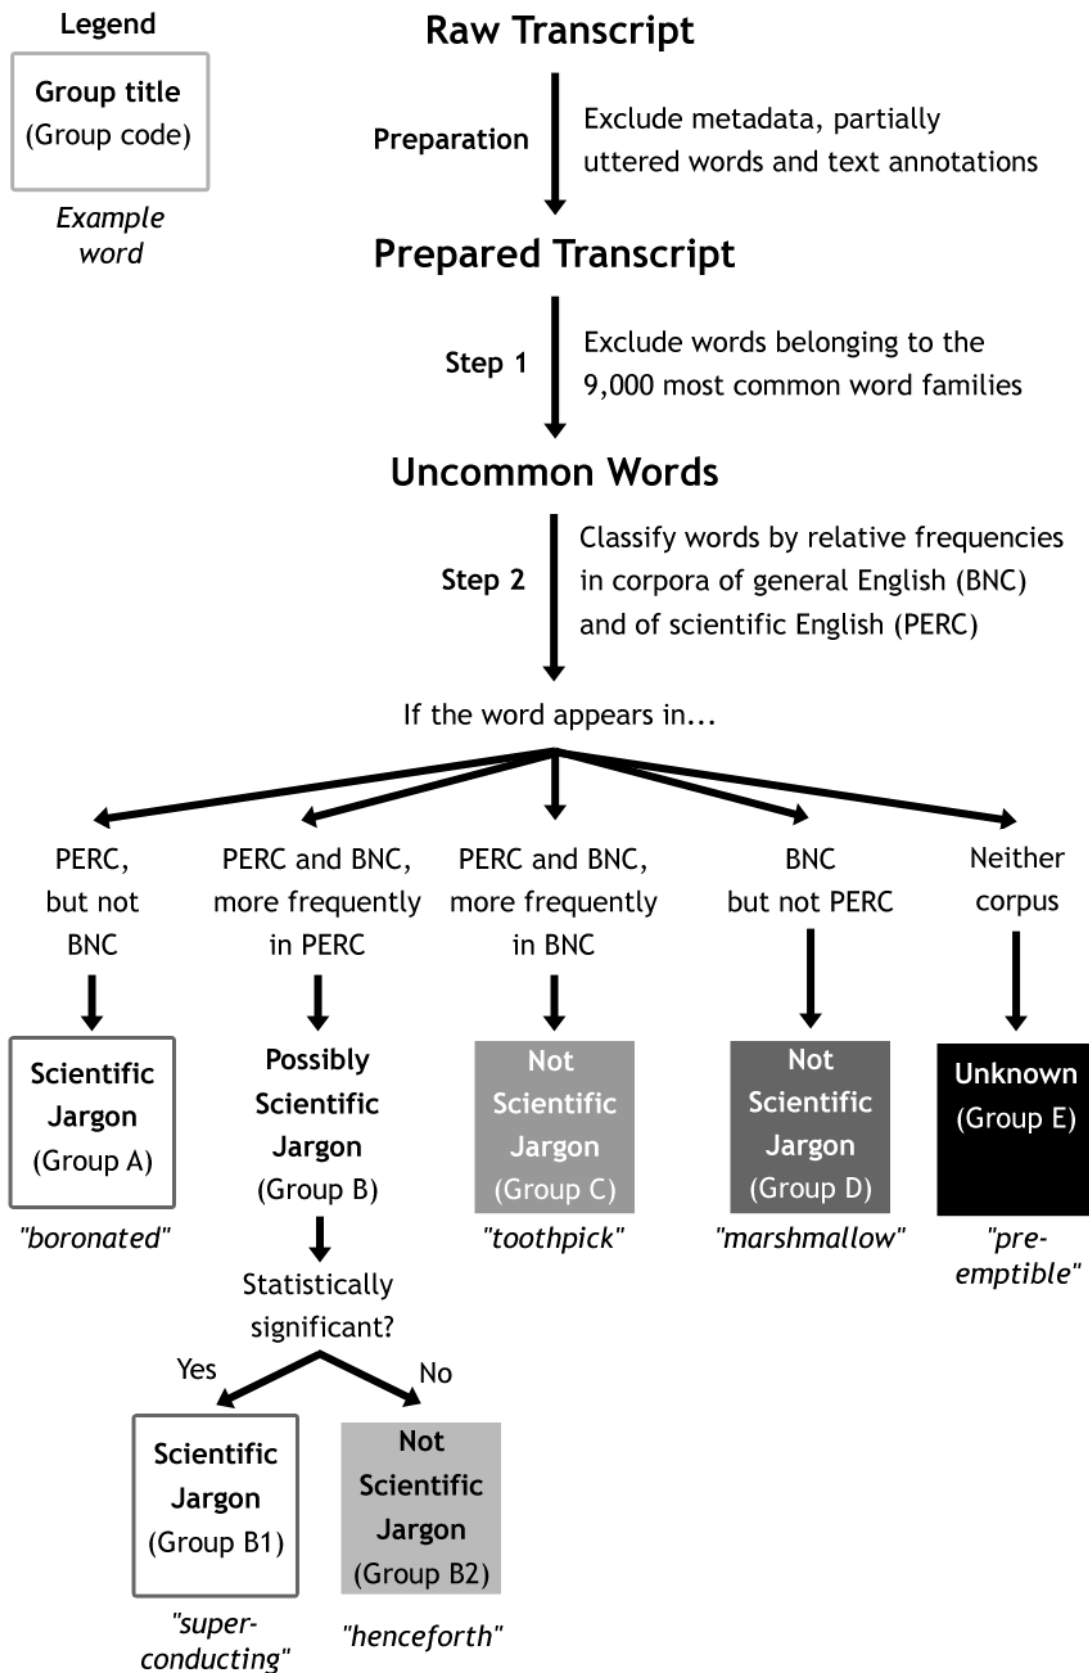 Legend
Group title
(Group code)
Example
word
Raw Transcript
Preparation
Exclude metadata, partially
uttered words and text annotations
Prepared Transcript
Step 1
Exclude words belonging to the
9,000 most common word families
Uncommon Words
Step 2
Classify words by relative frequencies
in corpora of general English (BNC)
and of scientific English (PERC)
If the word appears in...
PERC,
but not
BNC
Scientific
Jargon
(Group A)
"boronated"
PERC and BNC,
more frequently
in PERC
Possibly
Scientific
Jargon
(Group B)
Statistically
significant?
Yes
Scientific
Jargon
(Group B1)
"super-
conducting"
No
Not
Scientific
Jargon
(Group B2)
"henceforth"
PERC and BNC,
more frequently
in BNC
Not
Scientific
Jargon
(Group C)
"toothpick"
BNC
but not PERC
Not
Scientific
Jargon
(Group D)
"marshmallow"
Neither
corpus
Unknown
(Group E)
"pre-
emptible"